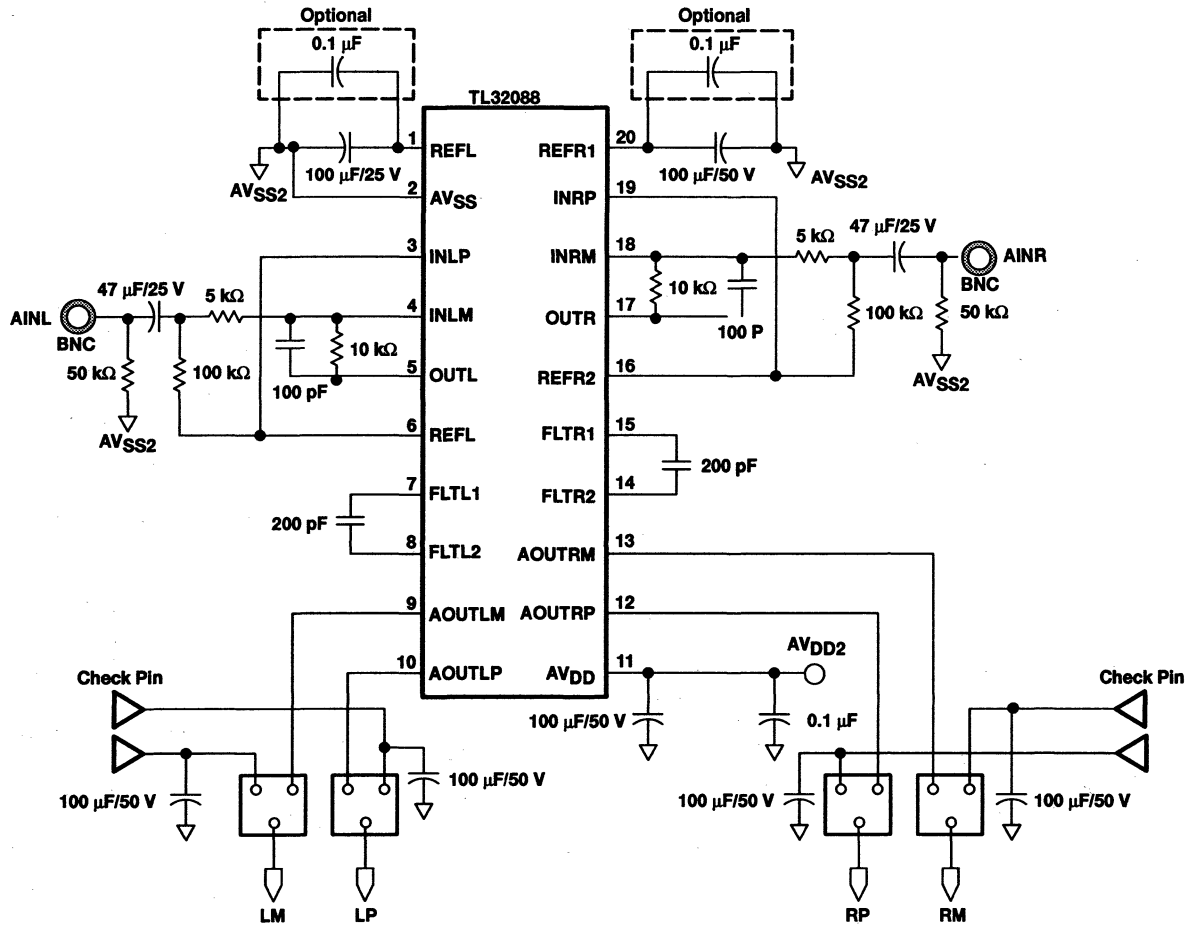 Optional
0.1 µF
Optional
0.1 µF
TL32088
1
REFL
20
REFR1
100 µF/25 V
AVSS2
100 µF/50 V
AVSS2
2
AVSS
19
INRP
3
INLP
18
INRM
5 kΩ
47 µF/25 V
AINR
BNC
10 kΩ
100 P
100 kΩ
50 kΩ
AVSS2
AINL
BNC
47 µF/25 V
5 kΩ
4
INLM
17
OUTR
50 kΩ
100 kΩ
100 pF
10 kΩ
AVSS2
5
OUTL
16
REFR2
6
REFL
15
FLTR1
200 pF
7
FLTL1
14
FLTR2
200 pF
8
FLTL2
13
AOUTRM
9
AOUTLM
12
AOUTRP
10
AOUTLP
11
AVDD
AVDD2
100 µF/50 V
0.1 µF
Check Pin
Check Pin
100 µF/50 V
100 µF/50 V
100 µF/50 V
100 µF/50 V
LM
LP
RP
RM